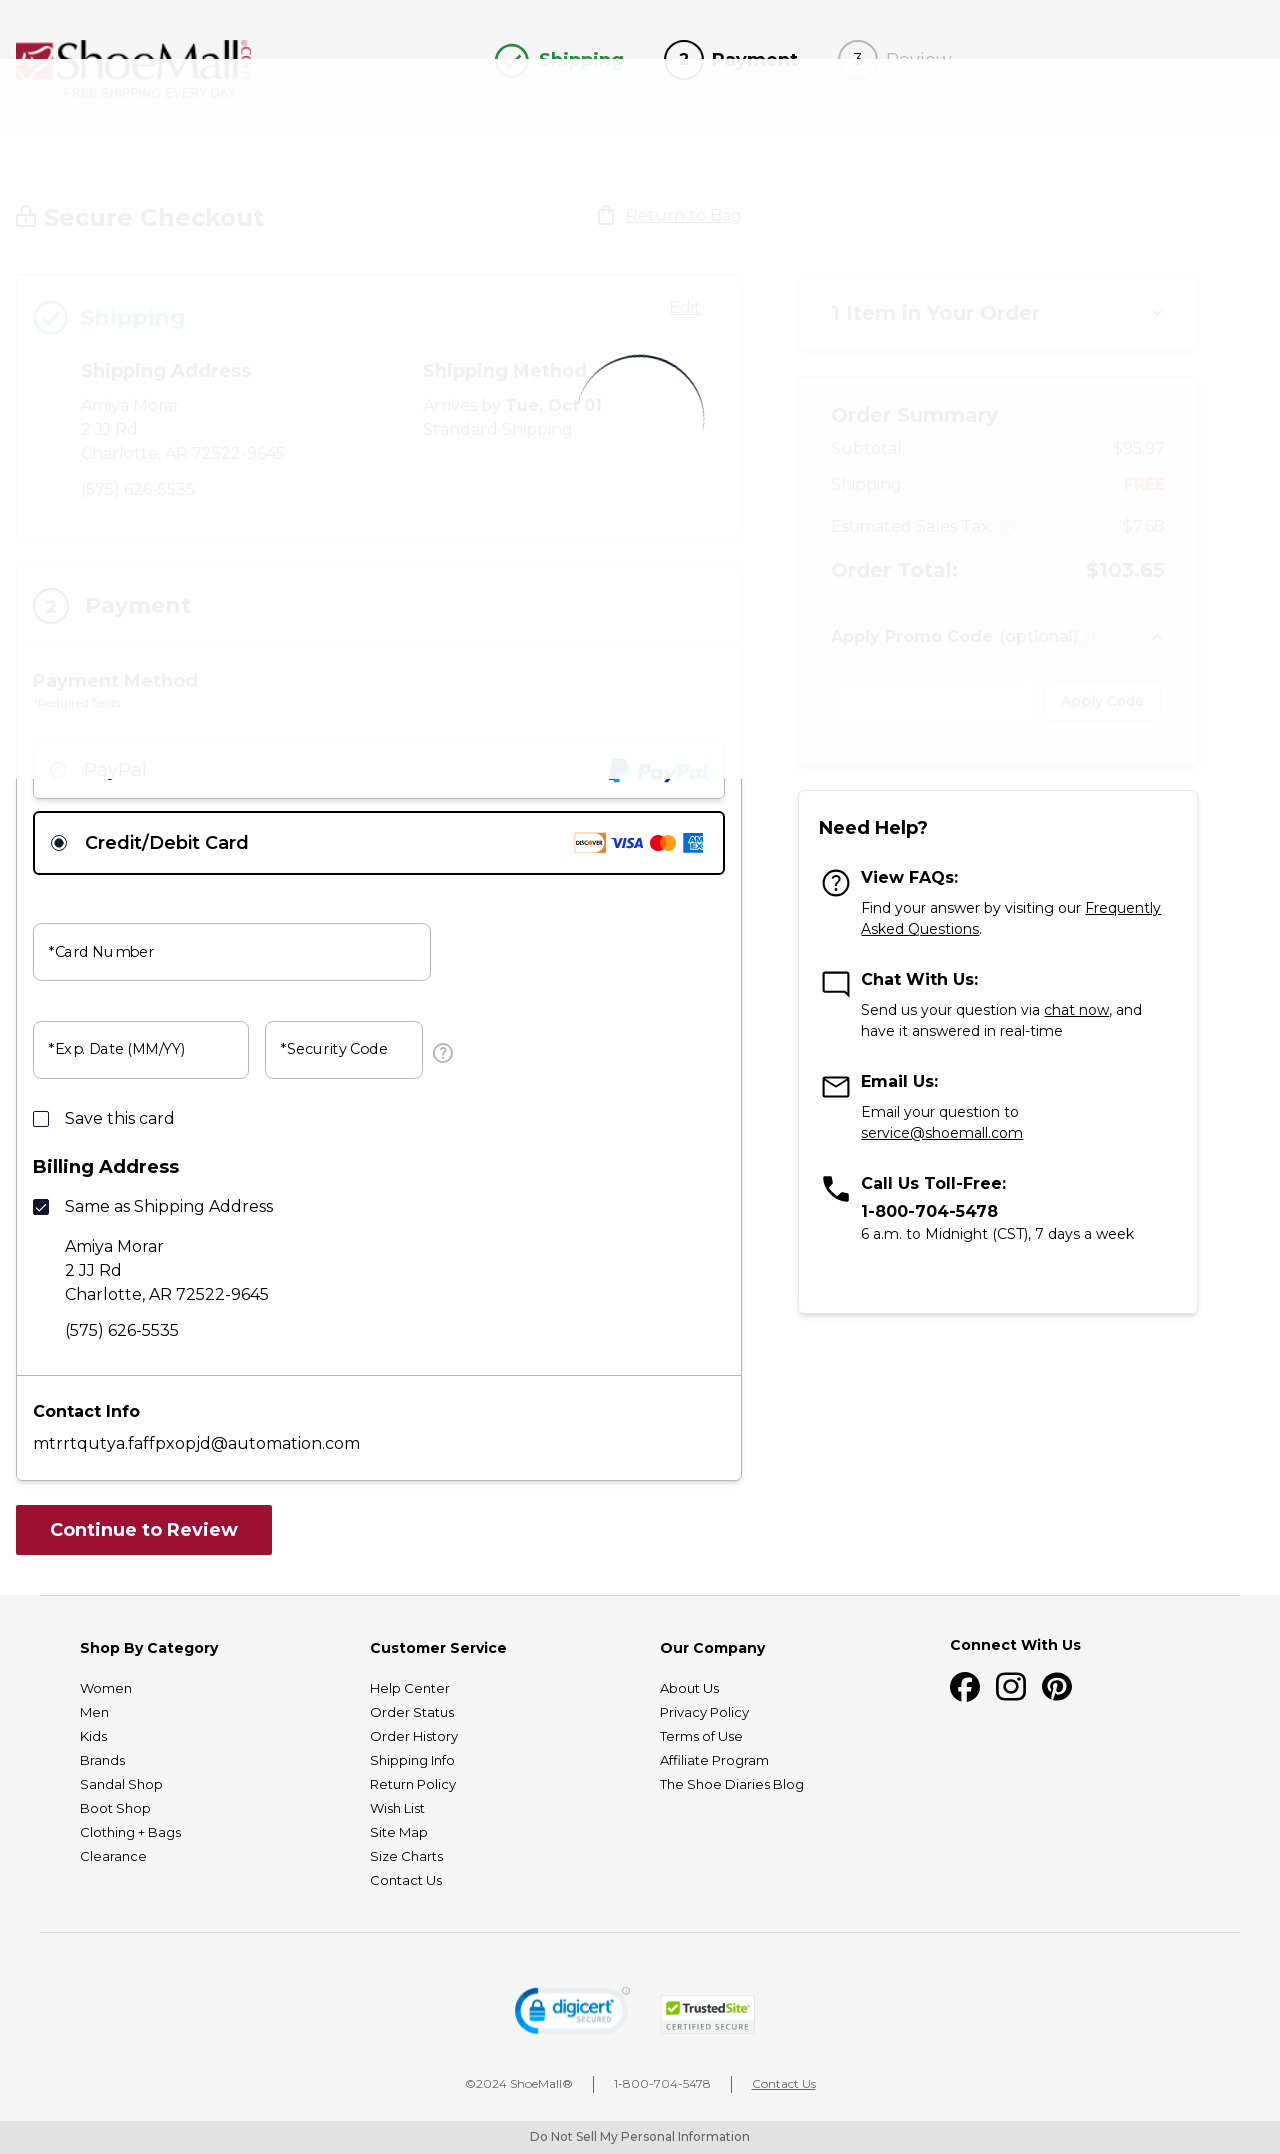 ShoeMall®.com
FREE SHIPPING EVERY DAY
Shipping
2 Payment
3 Review
Secure Checkout
Return to Bag
Shipping
Edit
Shipping Address
Amiya Morar
2 JJ Rd
Charlotte, AR 72522-9645
(575) 626-5535
Shipping Method
Arrives by Tue, Oct 01
Standard Shipping
2 Payment
Payment Method
*Required fields
PayPal
PayPal
Credit/Debit Card
DISCOVER VISA AMEX
*Card Number
*Exp. Date (MM/YY)
*Security Code
Save this card
Billing Address
Same as Shipping Address
Amiya Morar
2 JJ Rd
Charlotte, AR 72522-9645
(575) 626-5535
Contact Info
mtrrtqutya.faffpxopjd@automation.com
Continue to Review
1 Item in Your Order
Order Summary
Subtotal: $95.97
Shipping: FREE
Estimated Sales Tax: $7.68
Order Total: $103.65
Apply Promo Code (optional)
Apply Code
Need Help?
View FAQs:
Find your answer by visiting our Frequently
Asked Questions.
Chat With Us:
Send us your question via chat now, and
have it answered in real-time
Email Us:
Email your question to
service@shoemall.com
Call Us Toll-Free:
1-800-704-5478
6 a.m. to Midnight (CST), 7 days a week
Shop By Category
Women
Men
Kids
Brands
Sandal Shop
Boot Shop
Clothing + Bags
Clearance
Customer Service
Help Center
Order Status
Order History
Shipping Info
Return Policy
Wish List
Site Map
Size Charts
Contact Us
Our Company
About Us
Privacy Policy
Terms of Use
Affiliate Program
The Shoe Diaries Blog
Connect With Us
digicert
SECURED
TrustedSite
CERTIFIED SECURE
©2024 ShoeMall®
1-800-704-5478
Contact Us
Do Not Sell My Personal Information